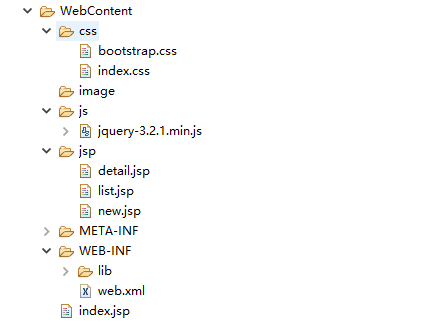 WebContent
css
bootstrap.css
index.css
image
js
jquery-3.2.1.min.js
jsp
detail.jsp
list.jsp
new.jsp
META-INF
WEB-INF
lib
web.xml
index.jsp